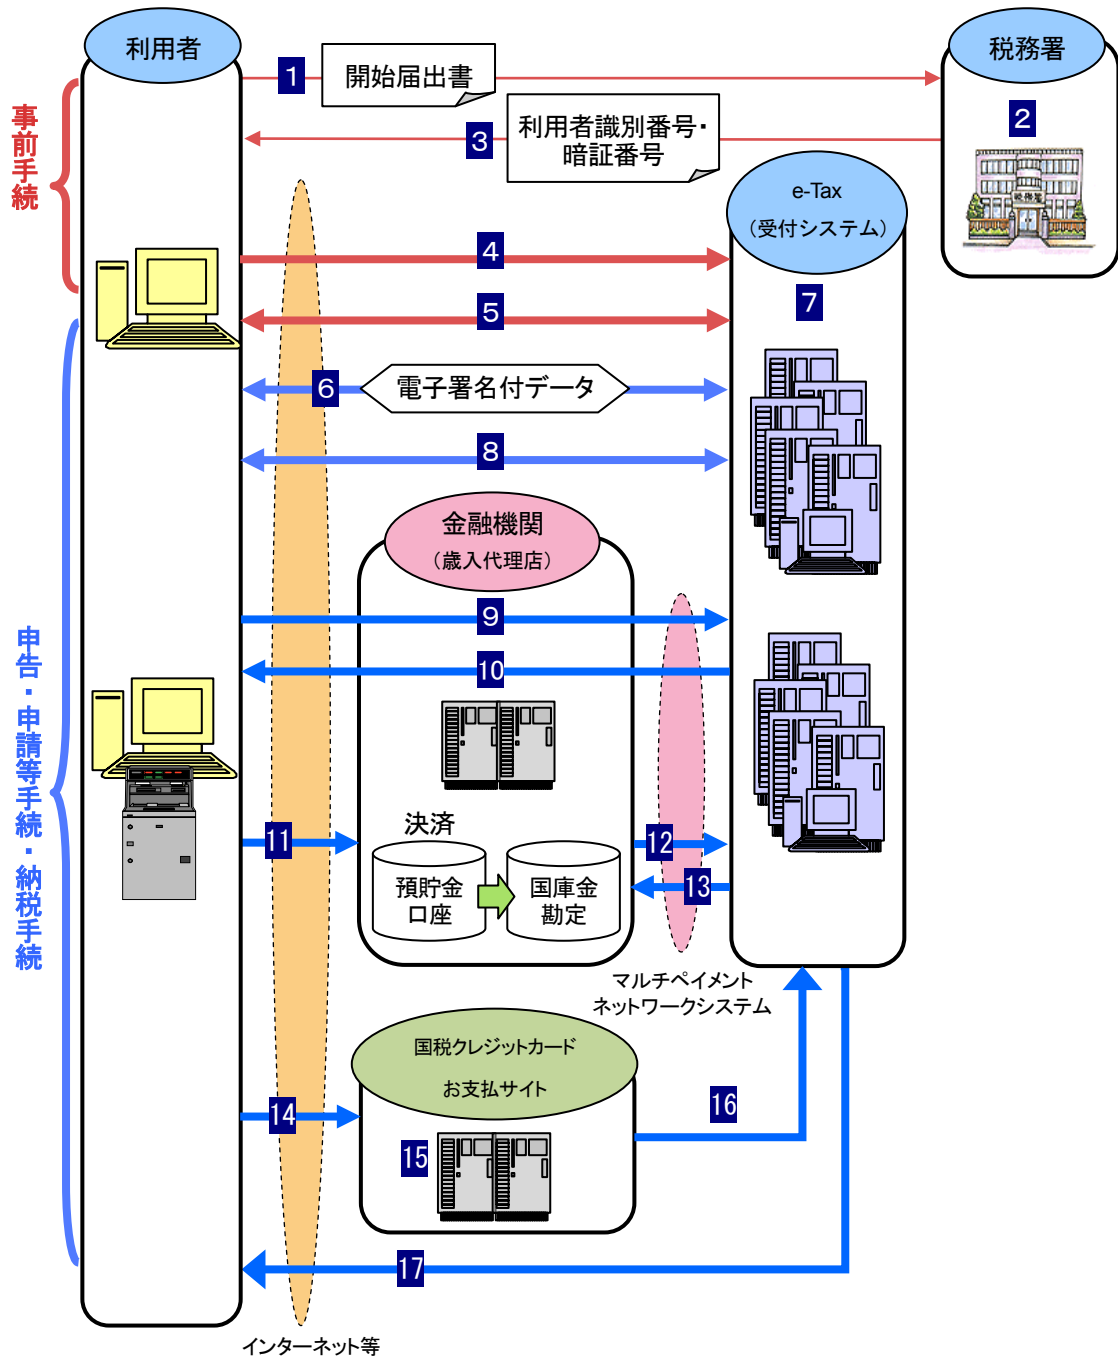 利用者
税務署
1
開始届出書
2
3
利用者識別番号・
暗証番号
事前手続
e-Tax
（受付システム）
税務署
4
7
5
6
電子署名付データ
8
金融機関
（歳入代理店）
9
10
申告・申請等手続・納税手続
決済
11
12
預貯金
口座
国庫金
勘定
13
マルチペイメント
ネットワークシステム
国税クレジットカード
お支払サイト
14
16
15
17
インターネット等